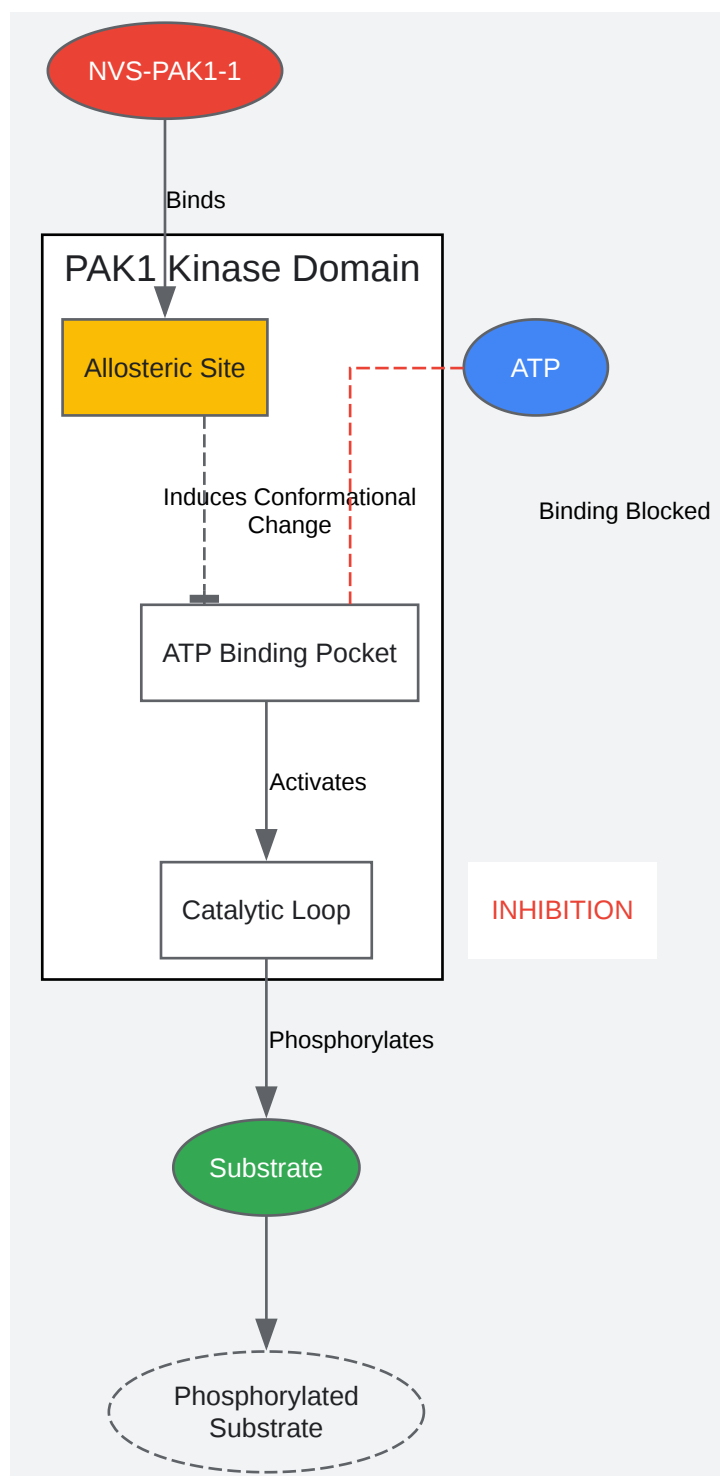 NVS-PAK1-1
Binds
PAK1 Kinase Domain
Allosteric Site
ATP
Induces Conformational
Change
Binding Blocked
ATP Binding Pocket
Activates
Catalytic Loop
INHIBITION
Phosphorylates
Substrate
Phosphorylated
Substrate